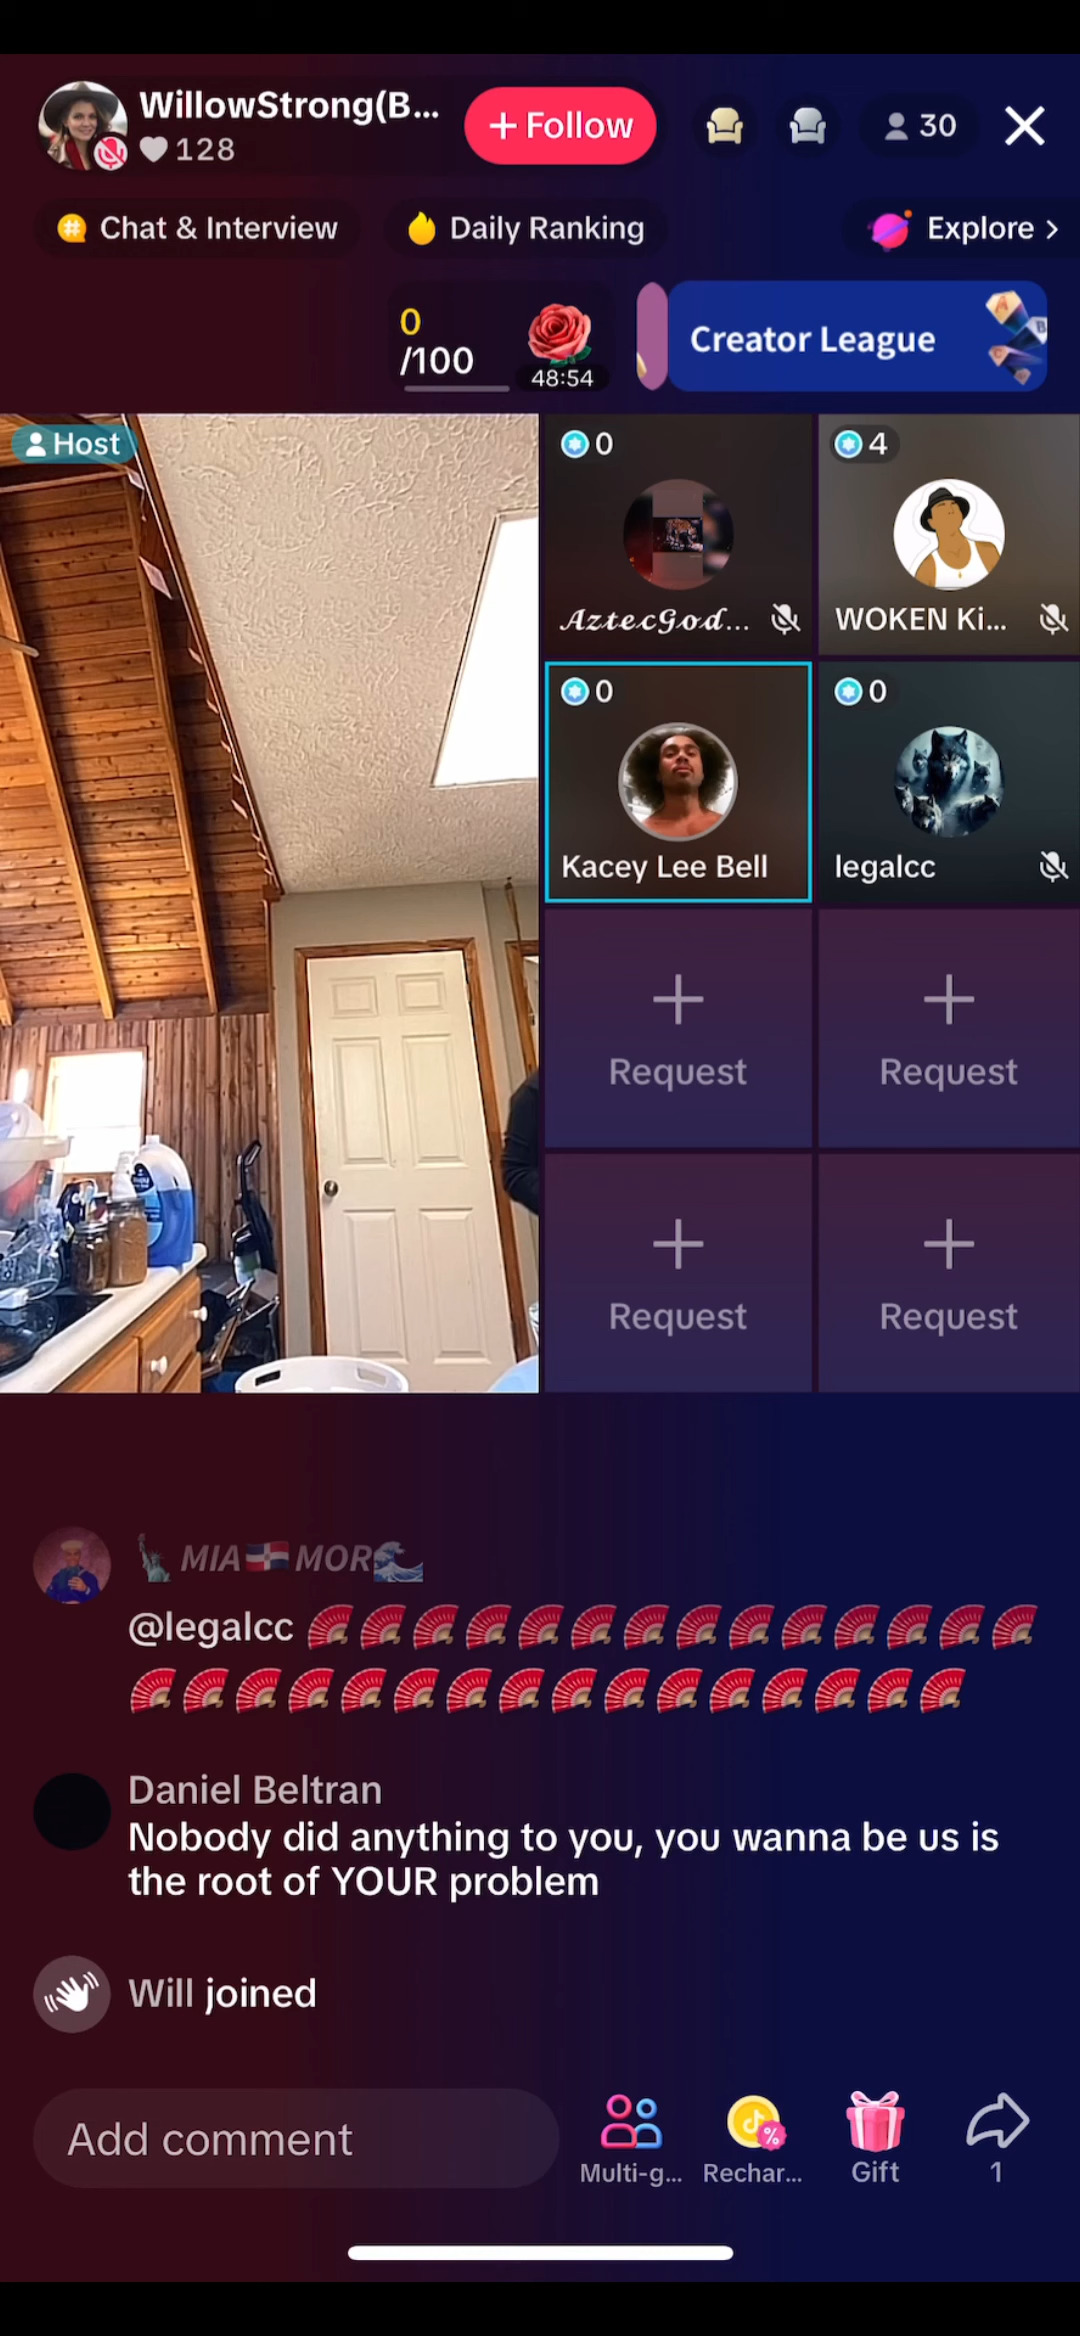 WillowStrong(B...
128
+ Follow
30
Chat & Interview
Daily Ranking
Explore >
0
/100
48:54
Creator League
Host
0
4
𝓐𝔃𝓽𝓮𝓬𝓖𝓸𝓭...
WOKEN Ki...
0
0
Kacey Lee Bell
legalcc
Request
Request
Request
Request
🗽 MIA🇩🇴MOR🌊
@legalcc 🪭🪭🪭🪭🪭🪭🪭🪭🪭🪭🪭🪭🪭🪭
🪭🪭🪭🪭🪭🪭🪭🪭🪭🪭🪭🪭🪭🪭🪭🪭
Daniel Beltran
Nobody did anything to you, you wanna be us is
the root of YOUR problem
Will joined
Add comment
Multi-g...
Rechar...
Gift
1